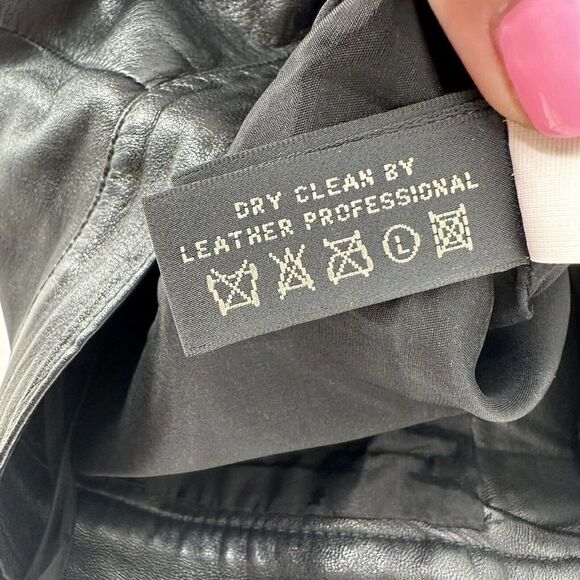 DRY CLEAN BY
LEATHER PROFESSIONAL
L